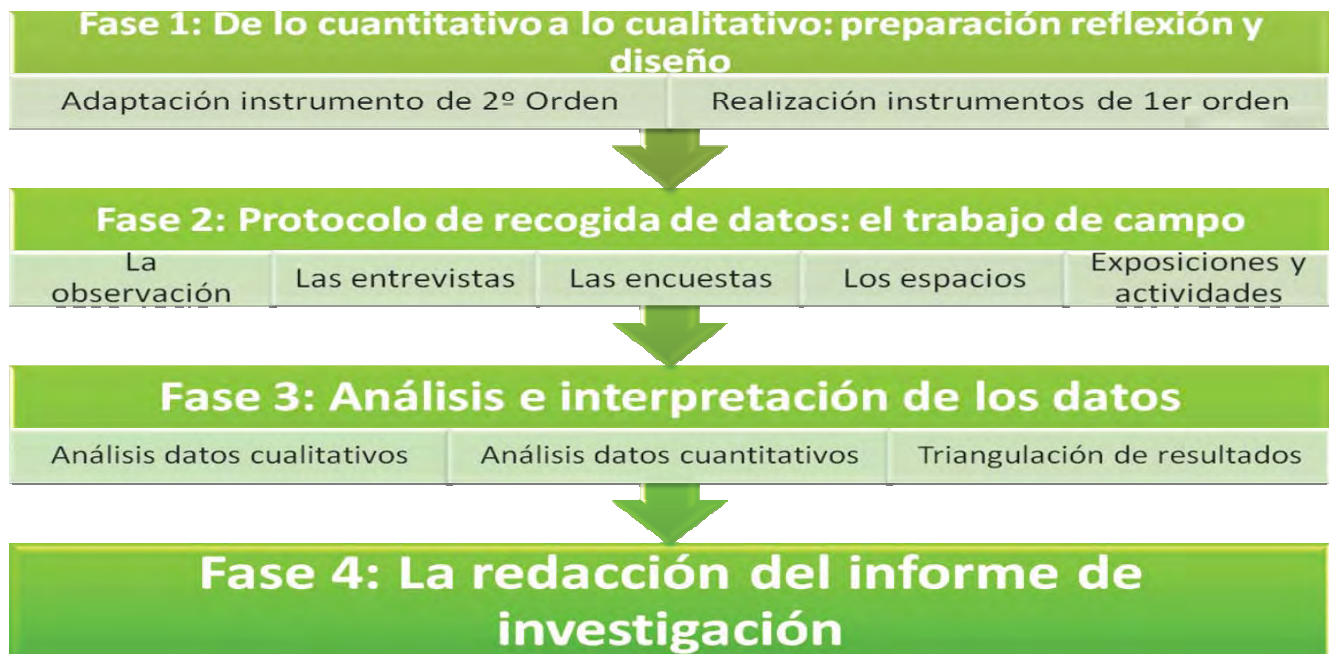 Fase 1: De lo cuantitativo a lo cualitativo: preparación reflexión y
diseño
Adaptación instrumento de 2º Orden
Realización instrumentos de 1er orden
Fase 2: Protocolo de recogida de datos: el trabajo de campo
La
observación
Las entrevistas
Las encuestas
Los espacios
Exposiciones y
actividades
Fase 3: Análisis e interpretación de los datos
Análisis datos cualitativos
Análisis datos cuantitativos
Triangulación de resultados
Fase 4: La redacción del informe de
investigación